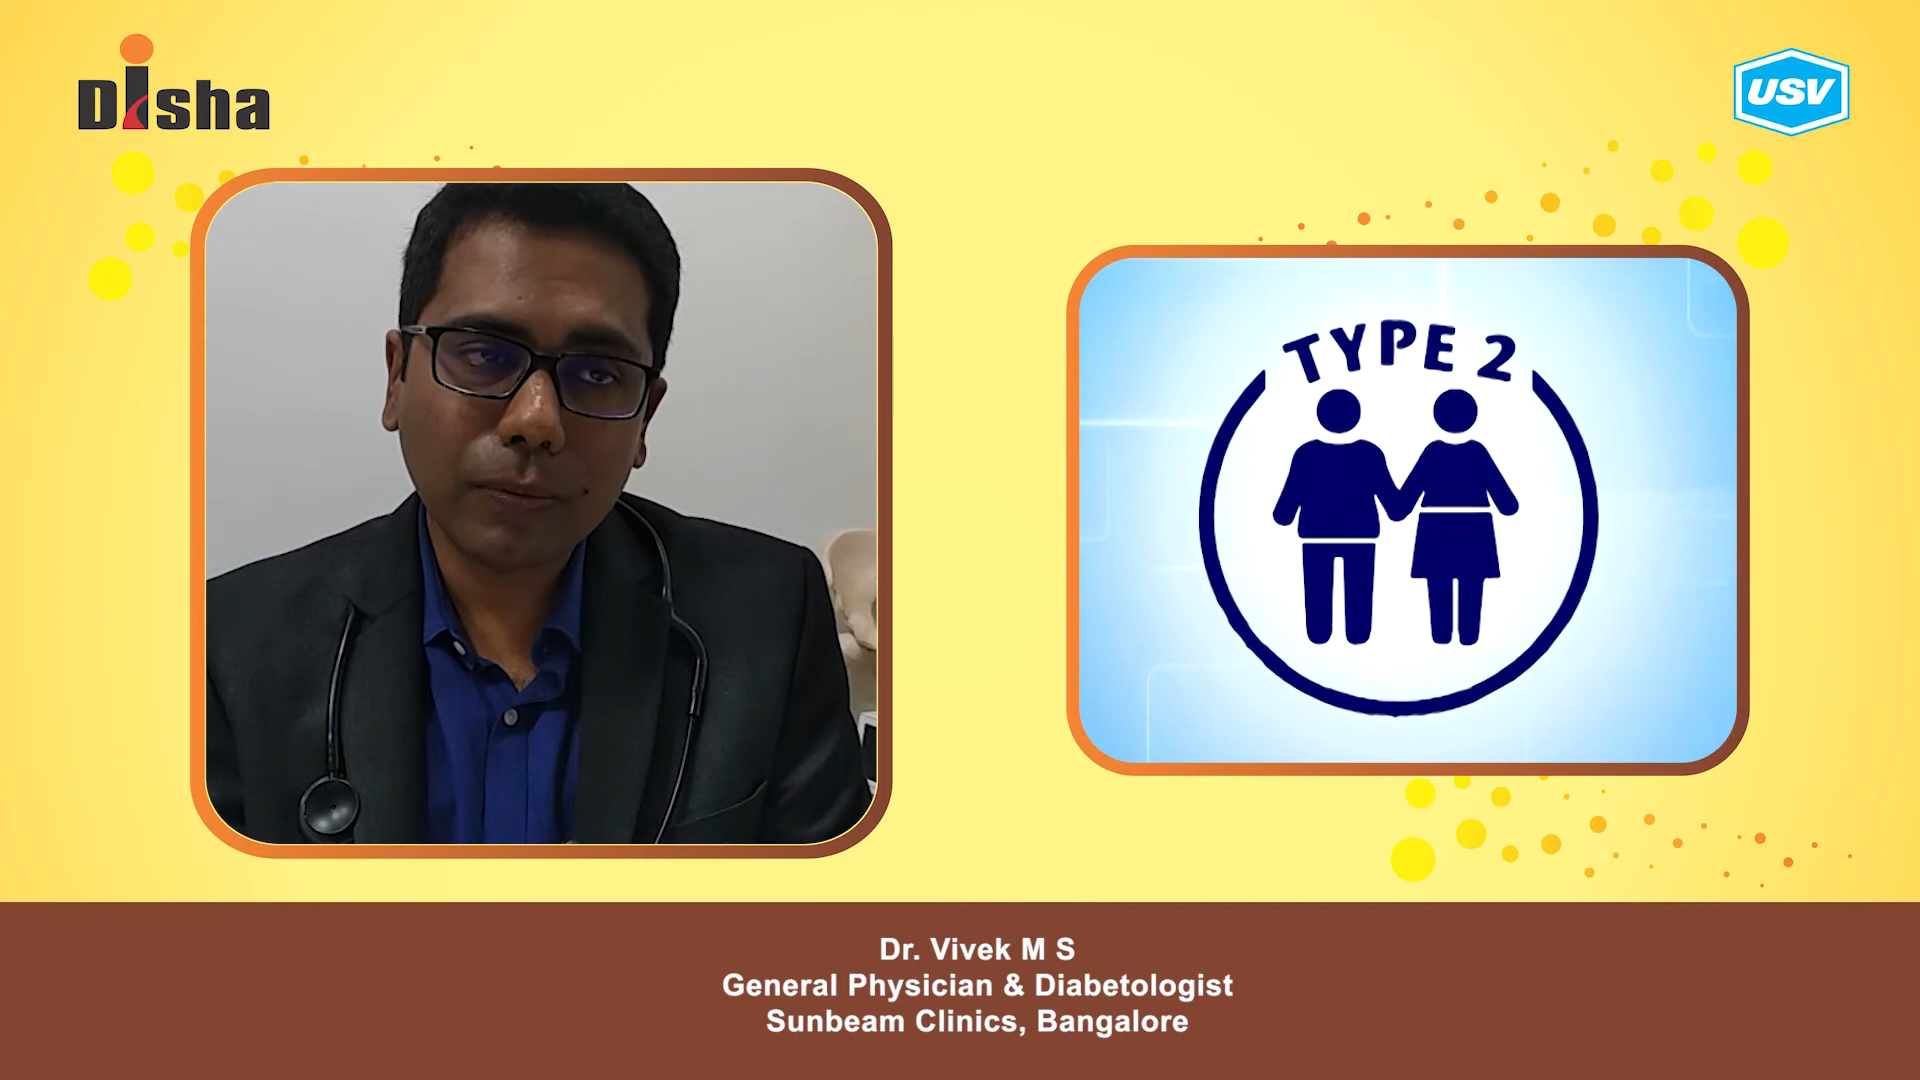 Disha
USV
TYPE 2
Dr. Vivek M S
General Physician & Diabetologist
Sunbeam Clinics, Bangalore